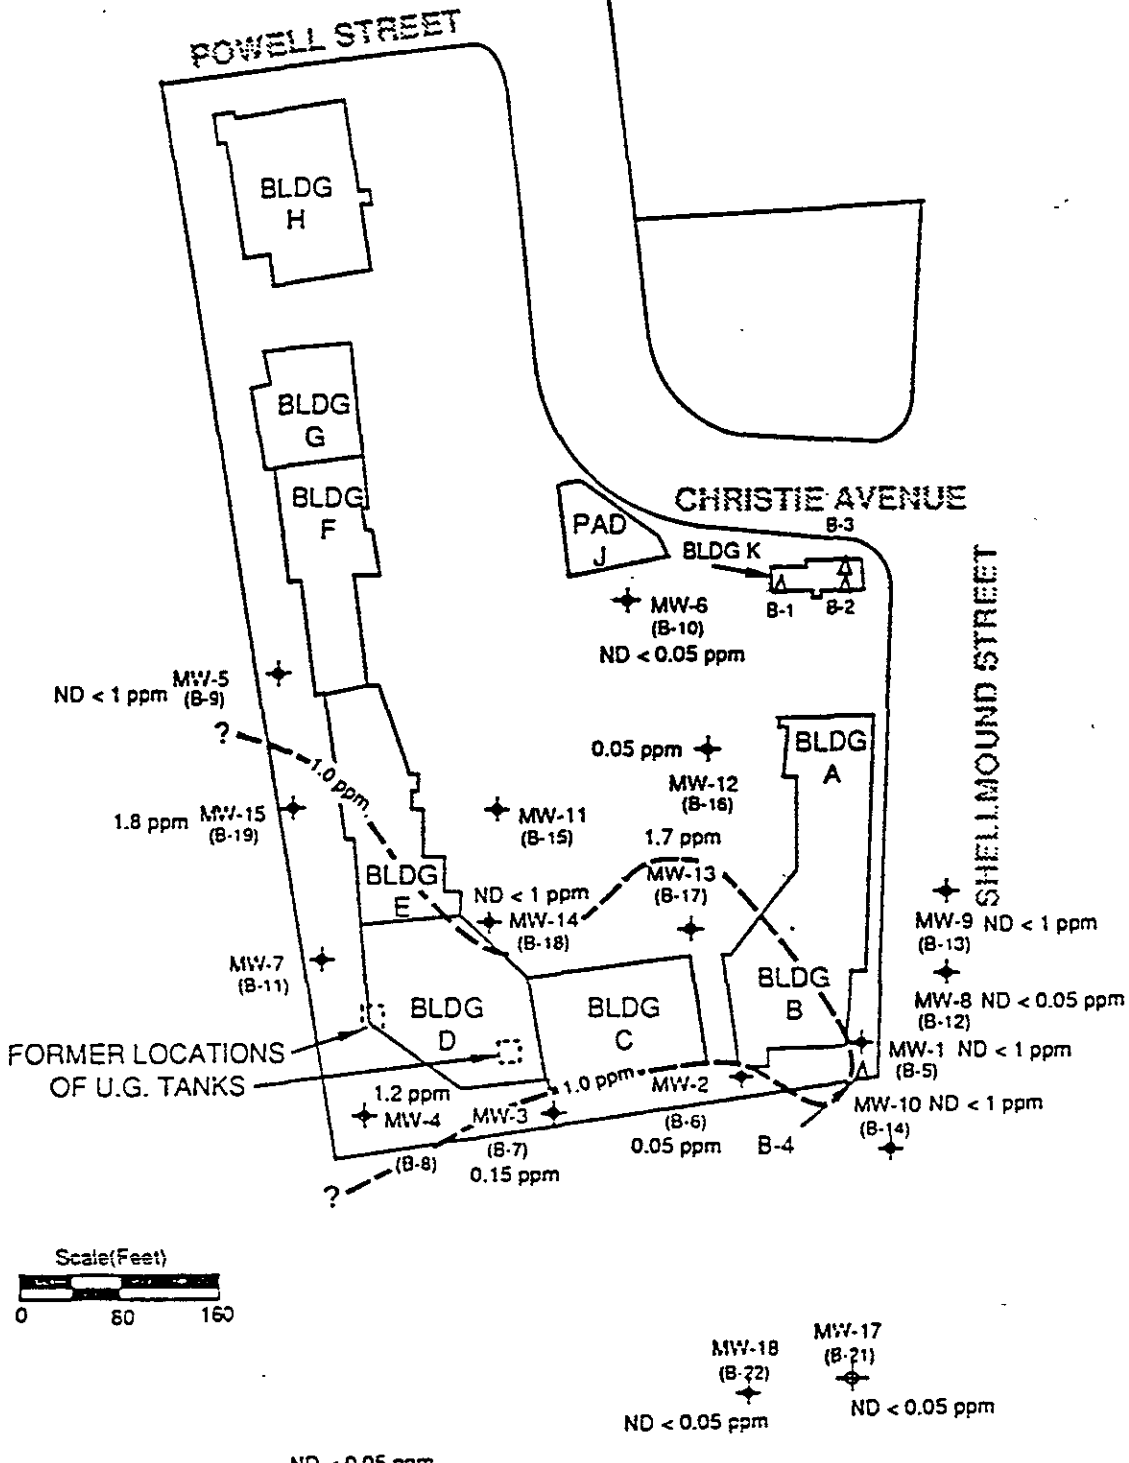 POWELL STREET
BLDG
H
BLDG
G
BLDG
F
CHRISTIE AVENUE
B-3
PAD
J
BLDG K
B-1
B-2
SHELLMOUND STREET
MW-6
(B-10)
ND < 0.05 ppm
MW-5
ND < 1 ppm
(B-9)
?
1.0 ppm
0.05 ppm
MW-12
(B-16)
BLDG
A
1.8 ppm
MW-15
(B-19)
MW-11
(B-15)
1.7 ppm
MW-13
(B-17)
BLDG
E
ND < 1 ppm
MW-14
(B-18)
MW-9 ND < 1 ppm
(B-13)
MW-7
(B-11)
MW-8 ND < 0.05 ppm
(B-12)
BLDG
B
BLDG
D
BLDG
C
FORMER LOCATIONS
OF U.G. TANKS
MW-1 ND < 1 ppm
(B-5)
1.2 ppm
MW-4
(B-8)
1.0 ppm
MW-2
(B-6)
0.05 ppm
MW-3
(B-7)
0.15 ppm
MW-10 ND < 1 ppm
(B-14)
B-4
?
Scale(Feet)
0 80 160
MW-18
(B-22)
ND < 0.05 ppm
MW-17
(B-21)
ND < 0.05 ppm
ND < 0.05 ppm